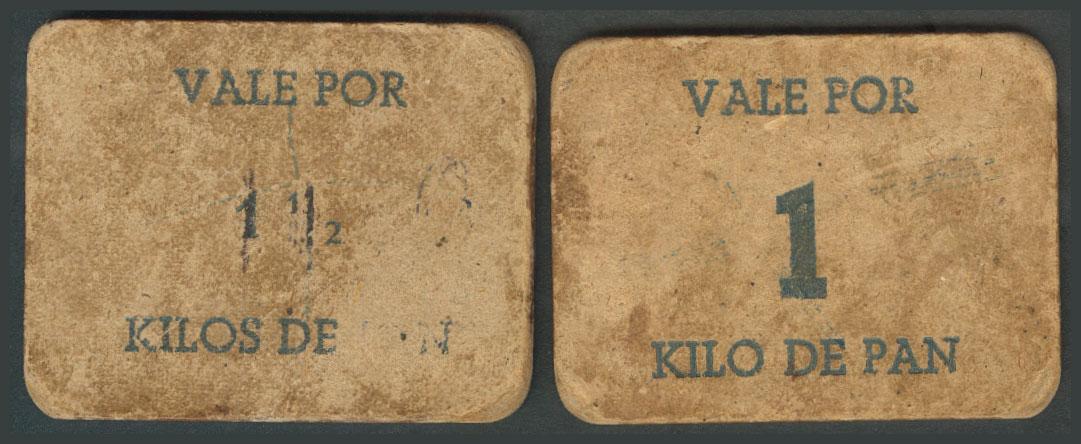 VALE POR
1 1/2
KILOS DE
VALE POR
1
KILO DE PAN